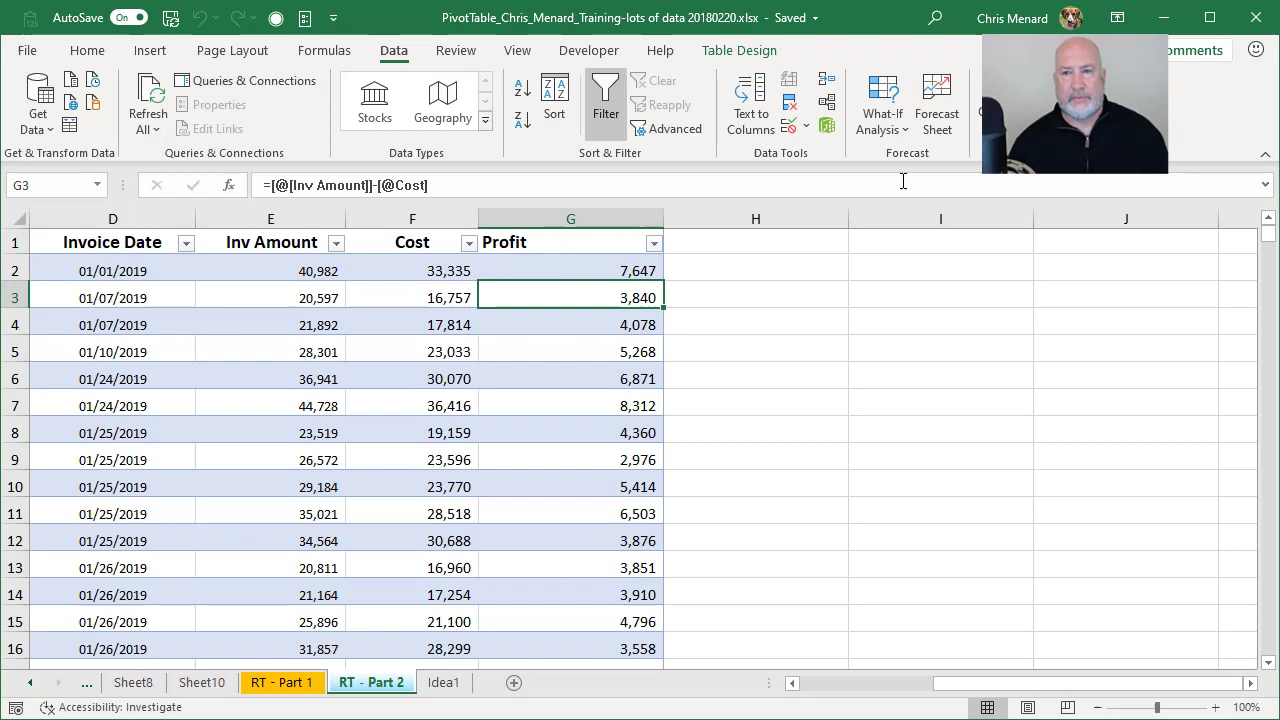 AutoSave On PivotTable_Chris_Menard_Training-lots of data 20180220.xlsx - Saved Chris Menard
File Home Insert Page Layout Formulas Data Review View Developer Help Table Design omments
Get Data
Refresh All
Queries & Connections
Properties
Edit Links
Stocks Geography
Sort Filter
Clear
Reapply
Advanced
Text to Columns
What-If Analysis
Forecast Sheet
Get & Transform Data Queries & Connections Data Types Sort & Filter Data Tools Forecast
G3 fx =[@[Inv Amount]]-[@Cost]
D E F G H I J
1 Invoice Date Inv Amount Cost Profit
2 01/01/2019 40,982 33,335 7,647
3 01/07/2019 20,597 16,757 3,840
4 01/07/2019 21,892 17,814 4,078
5 01/10/2019 28,301 23,033 5,268
6 01/24/2019 36,941 30,070 6,871
7 01/24/2019 44,728 36,416 8,312
8 01/25/2019 23,519 19,159 4,360
9 01/25/2019 26,572 23,596 2,976
10 01/25/2019 29,184 23,770 5,414
11 01/25/2019 35,021 28,518 6,503
12 01/25/2019 34,564 30,688 3,876
13 01/26/2019 20,811 16,960 3,851
14 01/26/2019 21,164 17,254 3,910
15 01/26/2019 25,896 21,100 4,796
16 01/26/2019 31,857 28,299 3,558
... Sheet8 Sheet10 RT - Part 1 RT - Part 2 Idea1
Accessibility: Investigate 100%